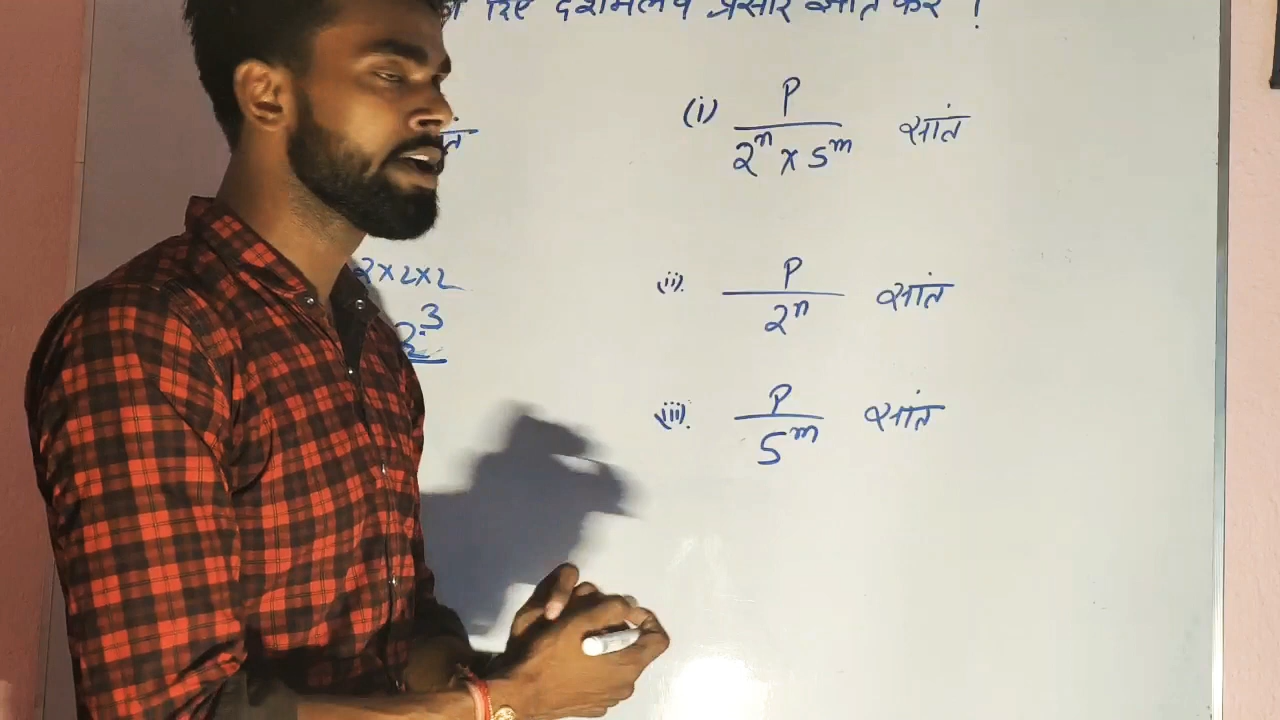 दशमलव प्रसार ज्ञात करें !
(i) P / 2ⁿ × 5ᵐ सांत
2×2×2
2³
(ii). P / 2ⁿ सांत
(iii). P / 5ᵐ सांत